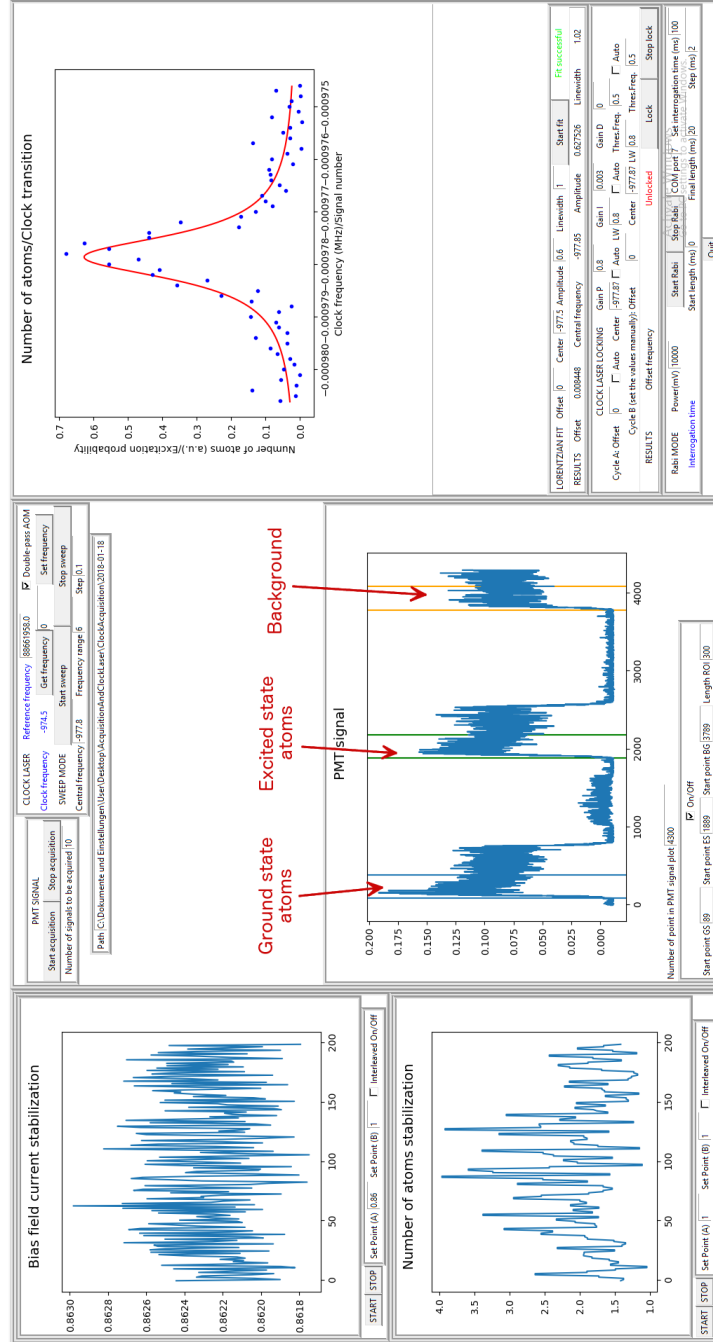 Bias field current stabilization
0.8630
0.8628
0.8626
0.8624
0.8622
0.8620
0.8618
0 50 100 150 200
START STOP Set Point (A) 0.86 Set Point (B) 1 Interleaved On/Off
Number of atoms stabilization
4.0
3.5
3.0
2.5
2.0
1.5
1.0
0 50 100 150 200
START STOP Set Point (A) 1 Set Point (B) 1 Interleaved On/Off
PMT SIGNAL
Start acquisition Stop acquisition
Number of signals to be acquired 10
CLOCK LASER Reference frequency 88661958.0 Double-pass AOM
Clock frequency -974.5 Get frequency 0 Set frequency
SWEEP MODE Start sweep Stop sweep
Central frequency -977.8 Frequency range 6 Step 0.1
Path C:\Dokumente und Einstellungen\User\Desktop\AcquisitionAndClockLaser\ClockAcquisition\2018-01-18
Ground state
atoms
Excited state
atoms
Background
PMT signal
0.200
0.175
0.150
0.125
0.100
0.075
0.050
0.025
0.000
0 1000 2000 3000 4000
Number of point in PMT signal plot 4300
On/Off
Start point GS 89 Start point ES 1889 Start point BG 3789 Length ROI 300
Number of atoms/Clock transition
Number of atoms (a.u.)/Excitation probability
0.7
0.6
0.5
0.4
0.3
0.2
0.1
0.0
−0.000980−0.000979−0.000978−0.000977−0.000976−0.000975
Clock frequency (MHz)/Signal number
LORENTZIAN FIT Offset 0 Center -977.5 Amplitude 0.6 Linewidth 1 Start fit Fit successful
RESULTS Offset 0.008448 Central frequency -977.85 Amplitude 0.627526 Linewidth 1.02
CLOCK LASER LOCKING Gain P 0.8 Gain I 0.003 Gain D 0
Cycle A: Offset 0 Auto Center -977.87 Auto LW 0.8 Auto Thres.Freq. 0.5 Auto
Cycle B (set the values manually): Offset 0 Center -977.87 LW 0.8 Thres.Freq. 0.5
RESULTS Offset frequency Unlocked Lock Stop lock
Rabi MODE Power(mV) 10000 Start Rabi Stop Rabi COM port 7 Set interrogation time (ms) 100
Interrogation time Start length (ms) 0 Final length (ms) 20 Step (ms) 2
Quit